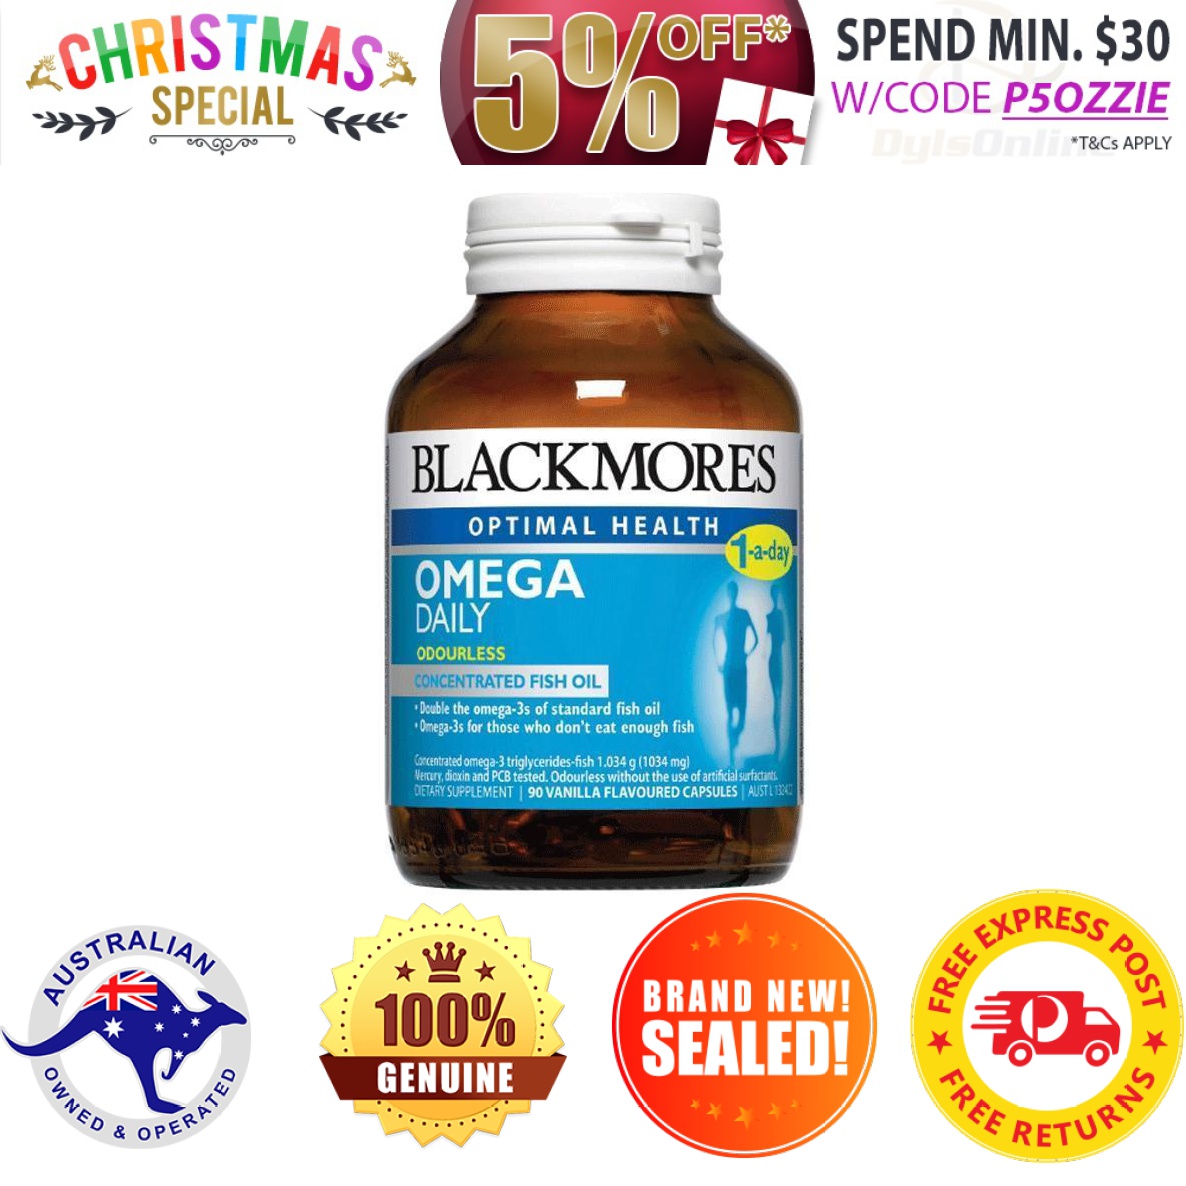 CHRISTMAS
SPECIAL
5% OFF*
SPEND MIN. $30
W/CODE P5OZZIE
*T&Cs APPLY
DylsOnline
BLACKMORES
OPTIMAL HEALTH
1-a-day
OMEGA
DAILY
ODOURLESS
CONCENTRATED FISH OIL
• Double the omega-3s of standard fish oil
• Omega-3s for those who don't eat enough fish
Concentrated omega-3 triglycerides-fish 1.034 g (1034 mg)
Mercury, dioxin and PCB tested. Odourless without the use of artificial surfactants.
DIETARY SUPPLEMENT | 90 VANILLA FLAVOURED CAPSULES | AUST L
AUSTRALIAN
OWNED & OPERATED
100%
GENUINE
BRAND NEW!
SEALED!
FREE EXPRESS POST
FREE RETURNS